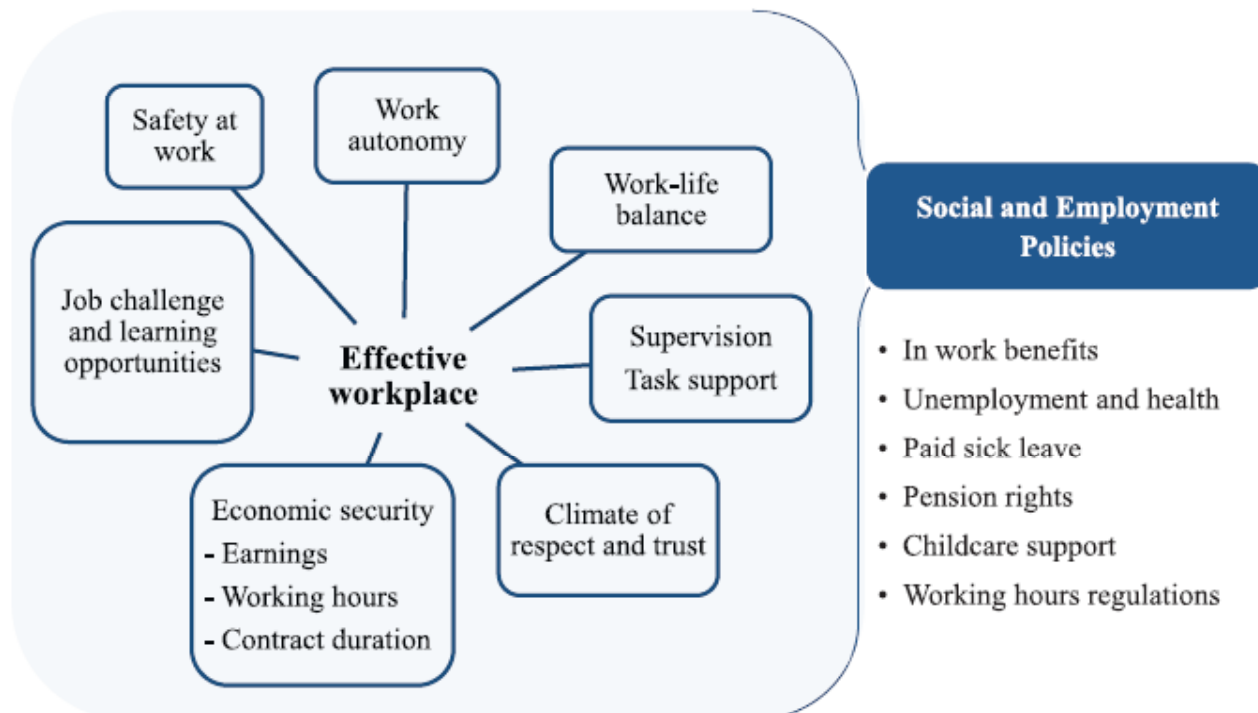 Safety at
work
Work
autonomy
Work-life
balance
Job challenge
and learning
opportunities
Effective
workplace
Supervision
Task support
Economic security
- Earnings
- Working hours
- Contract duration
Climate of
respect and trust
Social and Employment
Policies
• In work benefits
• Unemployment and health
• Paid sick leave
• Pension rights
• Childcare support
• Working hours regulations